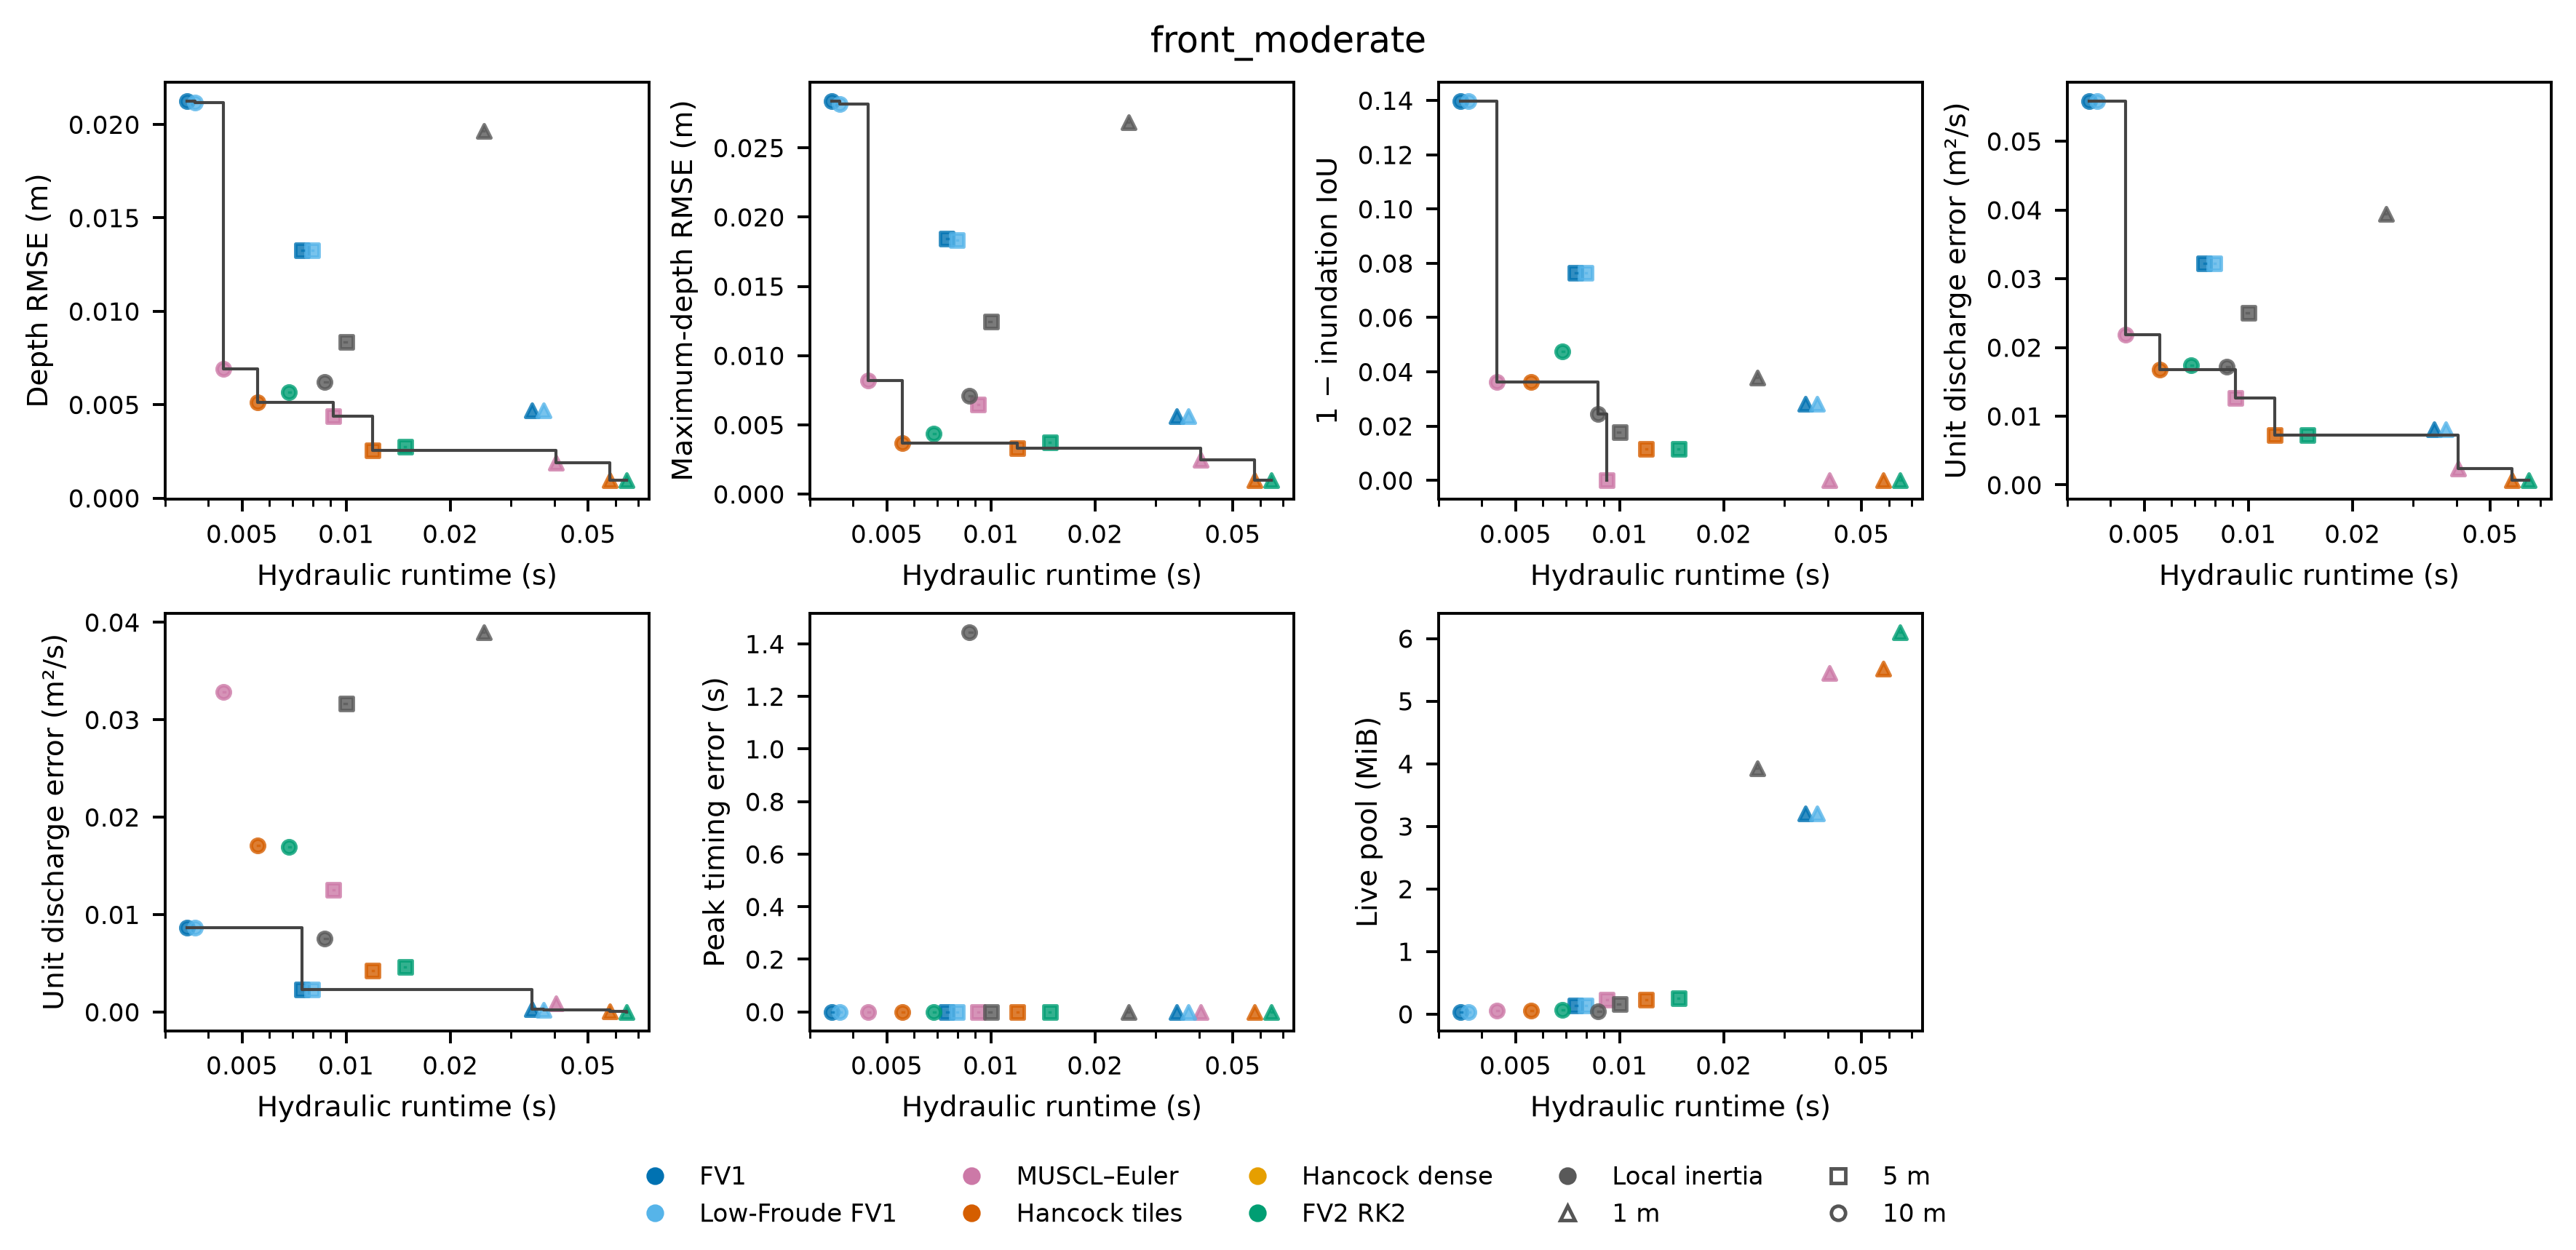 front_moderate
Depth RMSE (m)
0.020
0.015
0.010
0.005
0.000
0.005 0.01 0.02 0.05
Hydraulic runtime (s)
Maximum-depth RMSE (m)
0.025
0.020
0.015
0.010
0.005
0.000
0.005 0.01 0.02 0.05
Hydraulic runtime (s)
1 − inundation IoU
0.14
0.12
0.10
0.08
0.06
0.04
0.02
0.00
0.005 0.01 0.02 0.05
Hydraulic runtime (s)
Unit discharge error (m²/s)
0.05
0.04
0.03
0.02
0.01
0.00
0.005 0.01 0.02 0.05
Hydraulic runtime (s)
Unit discharge error (m²/s)
0.04
0.03
0.02
0.01
0.00
0.005 0.01 0.02 0.05
Hydraulic runtime (s)
Peak timing error (s)
1.4
1.2
1.0
0.8
0.6
0.4
0.2
0.0
0.005 0.01 0.02 0.05
Hydraulic runtime (s)
Live pool (MiB)
6
5
4
3
2
1
0
0.005 0.01 0.02 0.05
Hydraulic runtime (s)
FV1 MUSCL–Euler Hancock dense Local inertia 5 m
Low-Froude FV1 Hancock tiles FV2 RK2 1 m 10 m